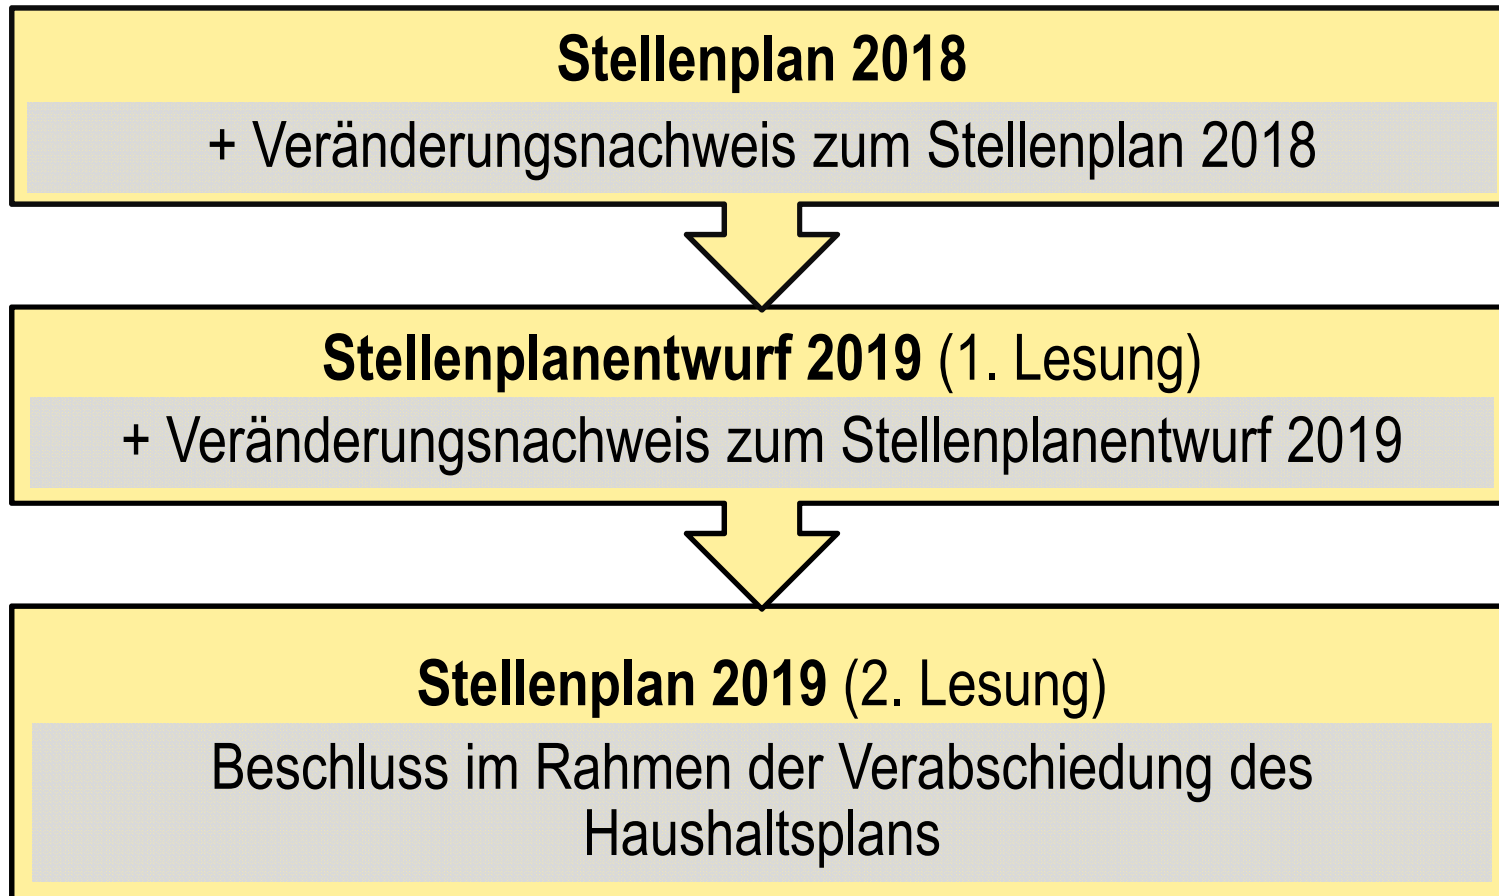 Stellenplan 2018
+ Veränderungsnachweis zum Stellenplan 2018
Stellenplanentwurf 2019 (1. Lesung)
+ Veränderungsnachweis zum Stellenplanentwurf 2019
Stellenplan 2019 (2. Lesung)
Beschluss im Rahmen der Verabschiedung des
Haushaltsplans